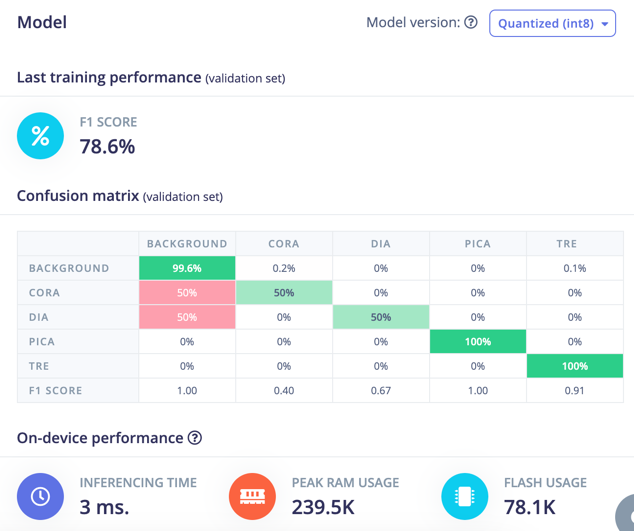 Model
Model version: ? Quantized (int8)
Last training performance (validation set)
%
F1 SCORE
78.6%
Confusion matrix (validation set)
BACKGROUND CORA DIA PICA TRE
BACKGROUND 99.6% 0.2% 0% 0% 0.1%
CORA 50% 50% 0% 0% 0%
DIA 50% 0% 50% 0% 0%
PICA 0% 0% 0% 100% 0%
TRE 0% 0% 0% 0% 100%
F1 SCORE 1.00 0.40 0.67 1.00 0.91
On-device performance ?
INFERENCING TIME PEAK RAM USAGE FLASH USAGE
3 ms. 239.5K 78.1K